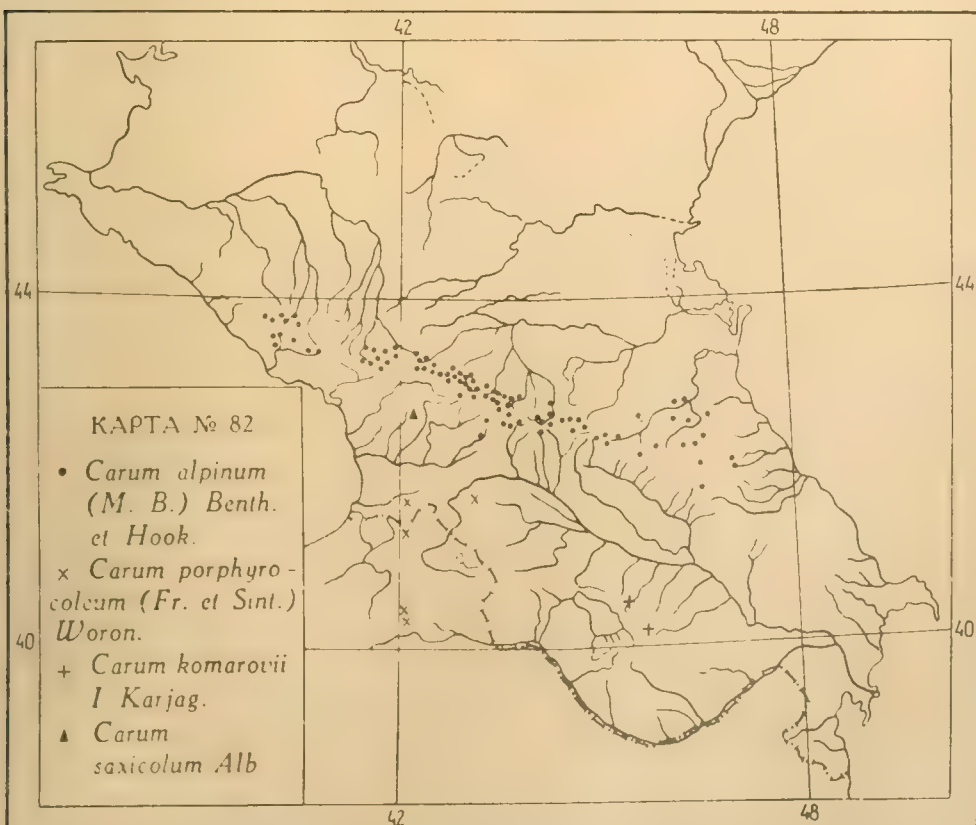 42 48
44 44
КАРТА № 82
• Carum alpinum
(M. B.) Benth.
et Hook.
x Carum porphyro-
coleum (Fr. et Sint.)
Woron.
40 40
+ Carum komarovii
I Karjag.
▲ Carum
saxicolum Alb
42 48